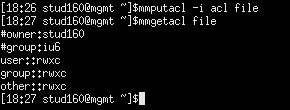 [18:26 stud160@mgmt ~]$mmputacl -i acl file
[18:27 stud160@mgmt ~]$mmgetacl file
#owner:stud160
#group:iu6
user::rwxc
group::rwxc
other::rwxc
[18:27 stud160@mgmt ~]$